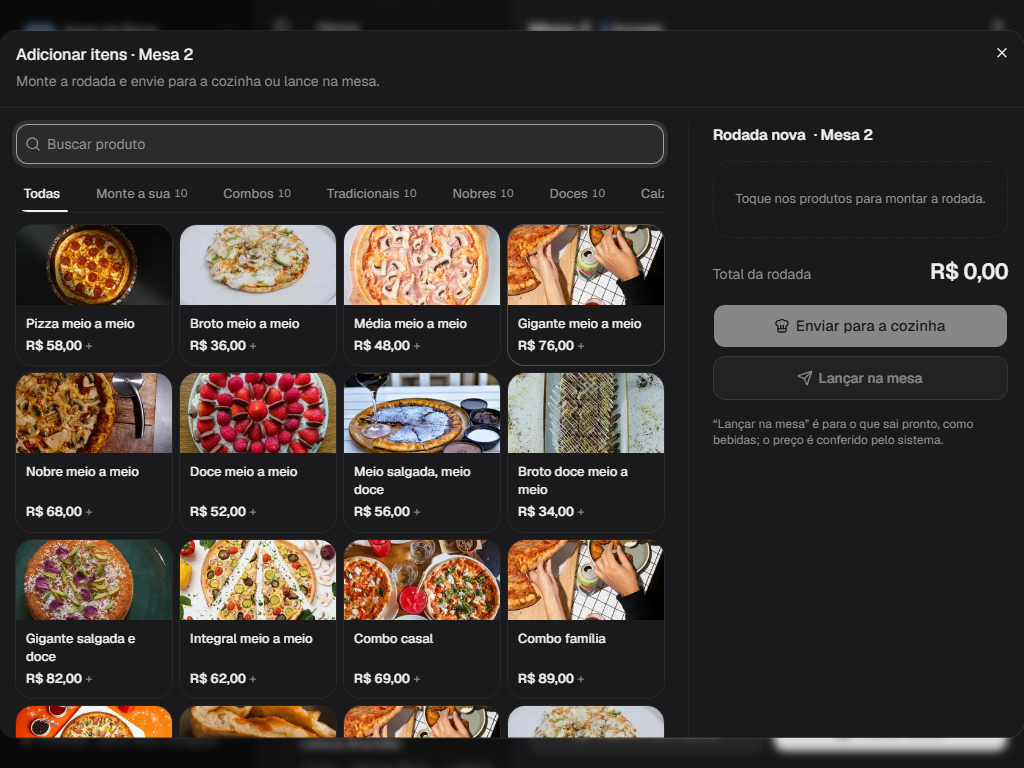 Adicionar itens · Mesa 2
Monte a rodada e envie para a cozinha ou lance na mesa.
Buscar produto
Todas
Monte a sua 10
Combos 10
Tradicionais 10
Nobres 10
Doces 10
Pizza meio a meio
R$ 58,00 +
Broto meio a meio
R$ 36,00 +
Média meio a meio
R$ 48,00 +
Gigante meio a meio
R$ 76,00 +
Nobre meio a meio
R$ 68,00 +
Doce meio a meio
R$ 52,00 +
Meio salgada, meio
doce
R$ 56,00 +
Broto doce meio a
meio
R$ 34,00 +
Gigante salgada e
doce
R$ 82,00 +
Integral meio a meio
R$ 62,00 +
Combo casal
R$ 69,00 +
Combo família
R$ 89,00 +
Rodada nova · Mesa 2
Toque nos produtos para montar a rodada.
Total da rodada
R$ 0,00
Enviar para a cozinha
Lançar na mesa
“Lançar na mesa” é para o que sai pronto, como
bebidas; o preço é conferido pelo sistema.